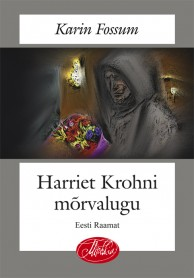 Karin Fossum
Harriet Krohni
mõrvalugu
Eesti Raamat